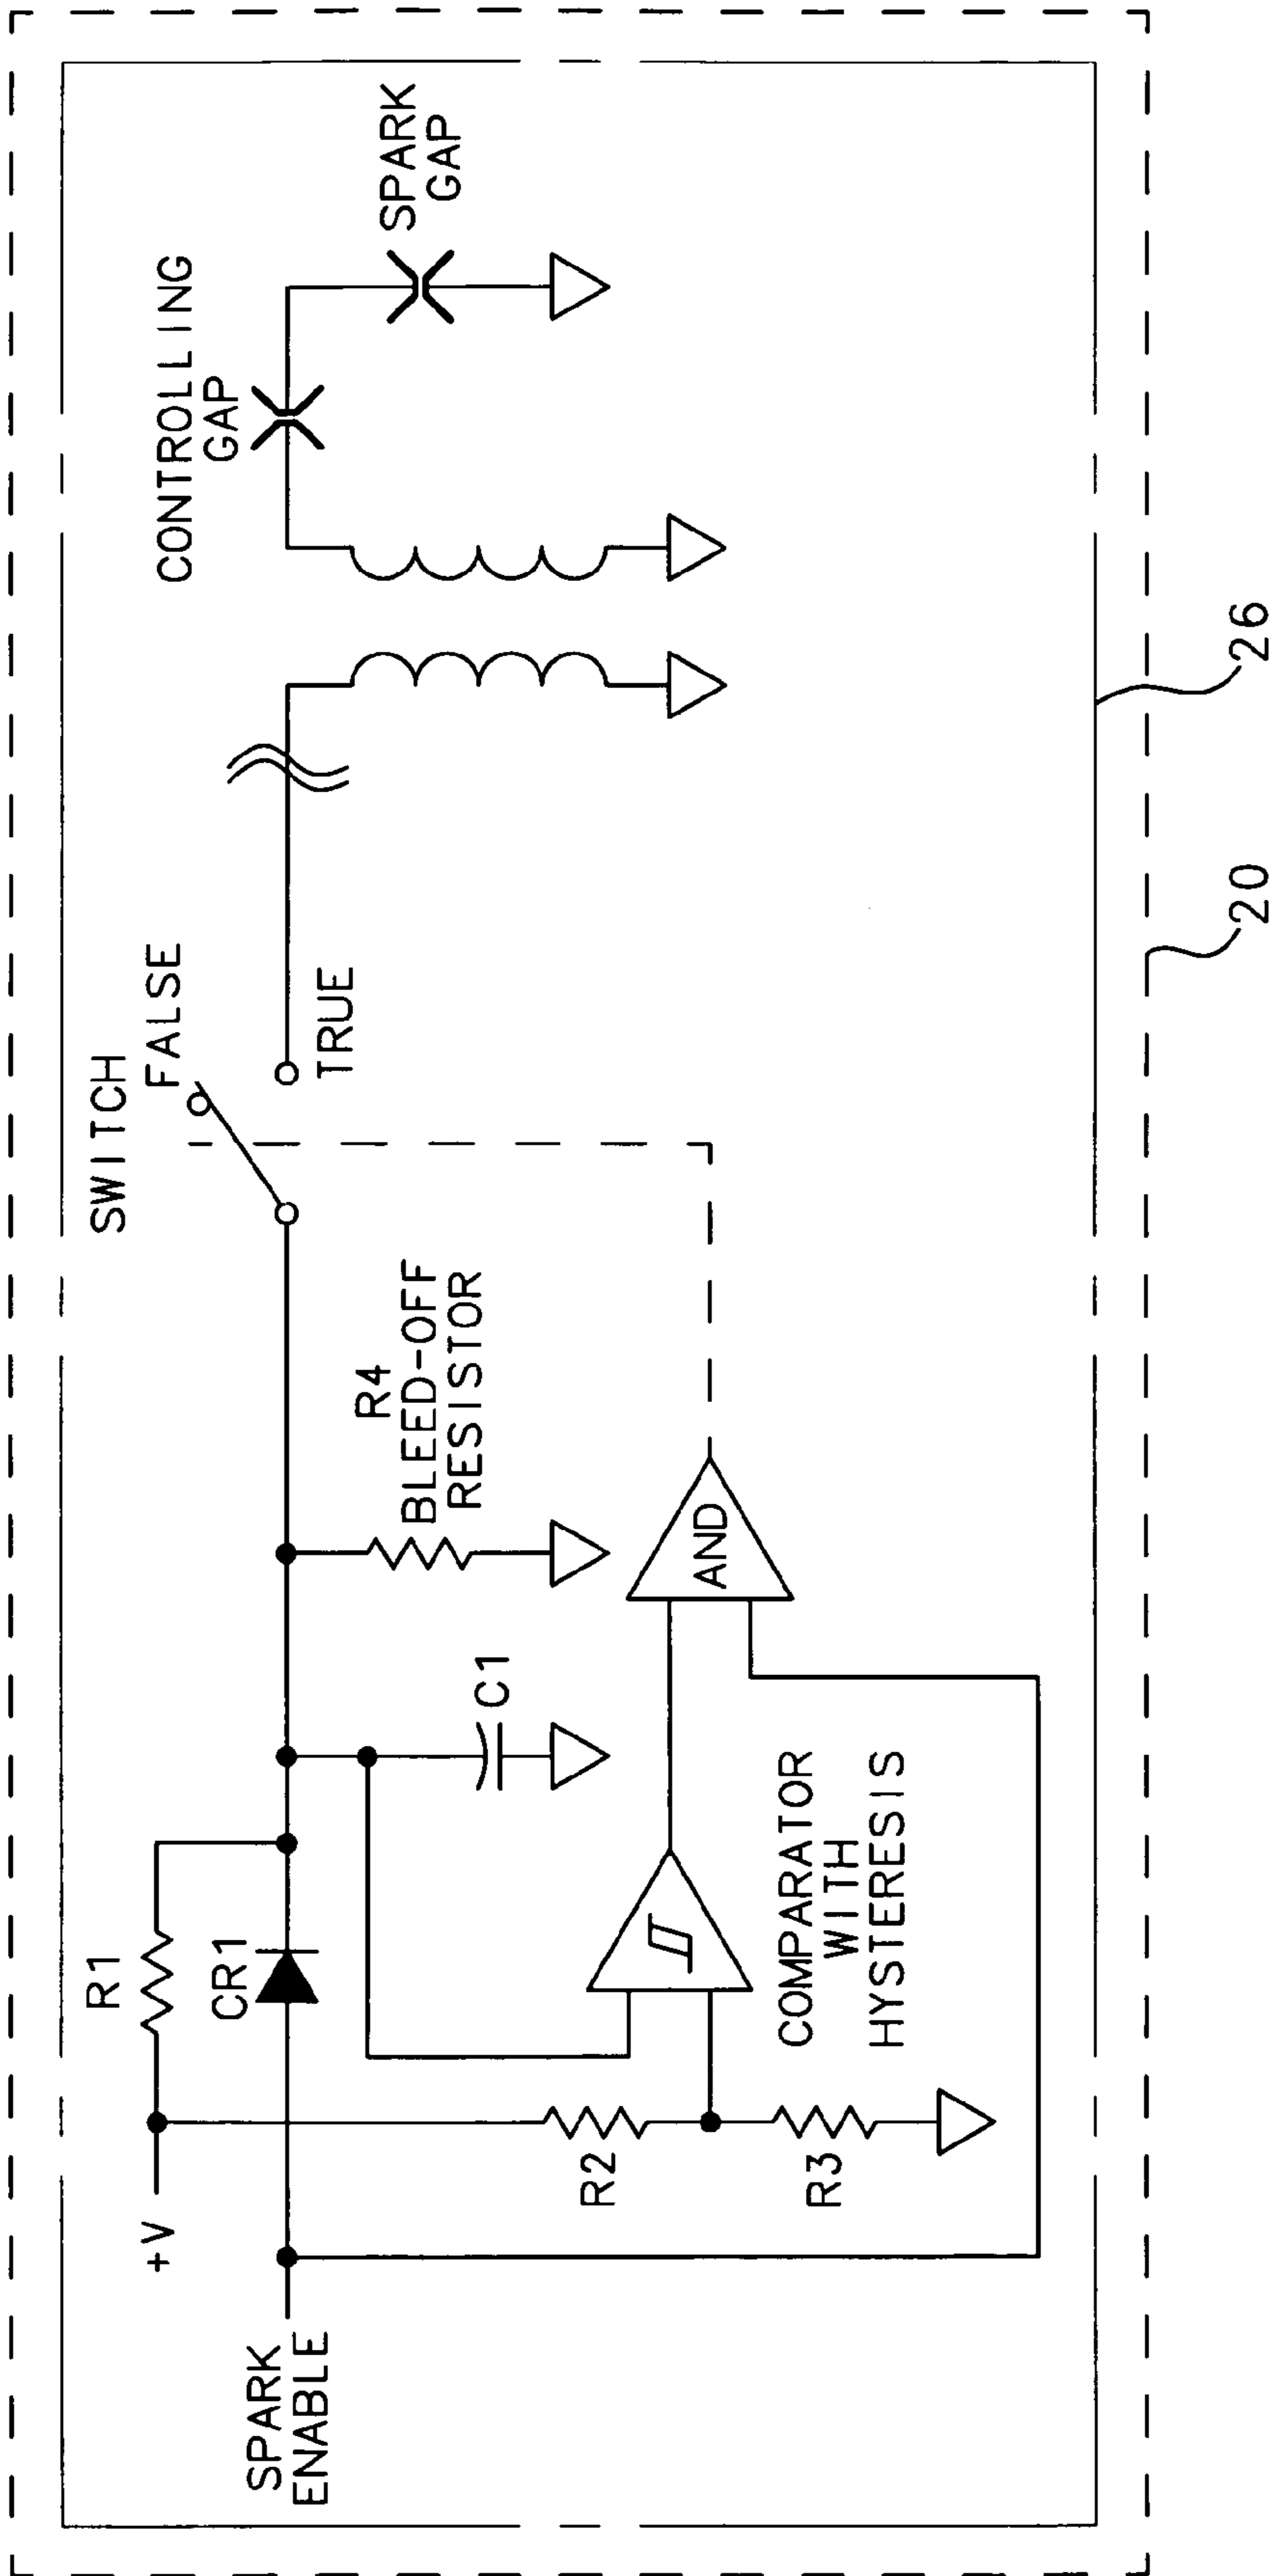 SWITCH
FALSE
TRUE
CONTROLLING
GAP
SPARK
GAP
R1
CR1
+V
SPARK
ENABLE
R4
BLEED-OFF
RESISTOR
C1
R2
R3
AND
COMPARATOR
WITH
HYSTERESIS
20
26